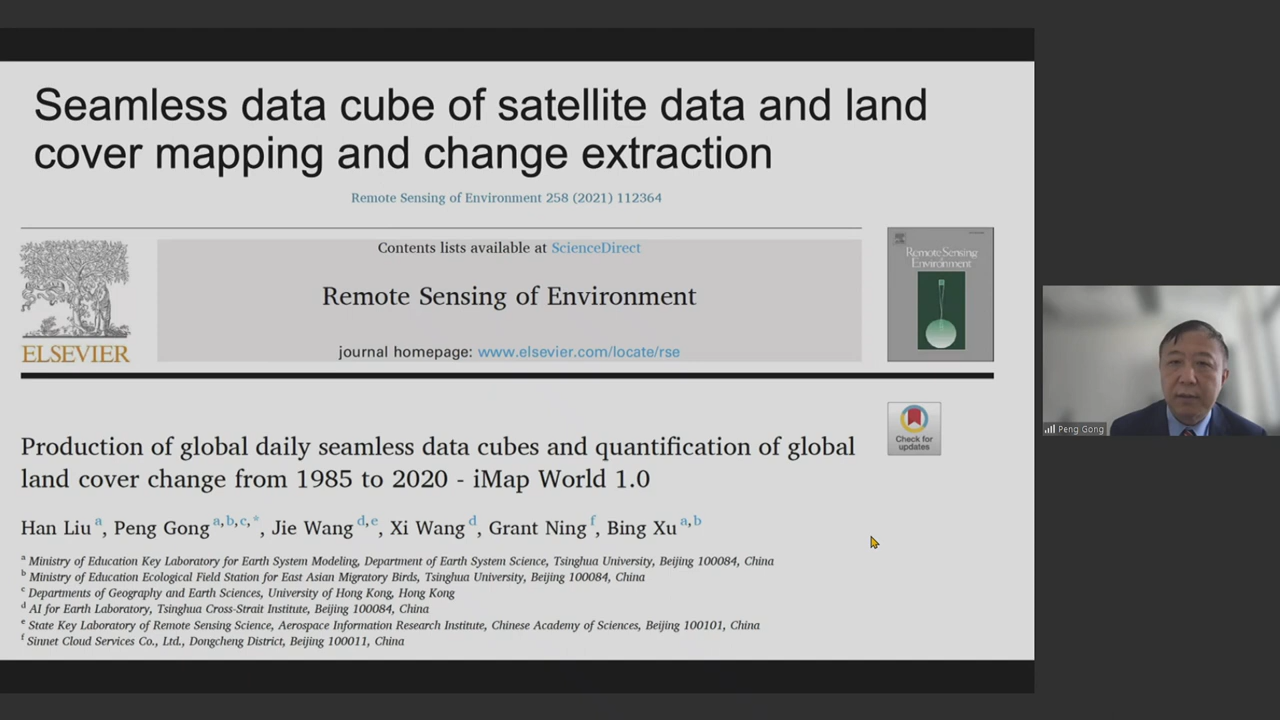 Seamless data cube of satellite data and land
cover mapping and change extraction
Remote Sensing of Environment 258 (2021) 112364
Contents lists available at ScienceDirect
Remote Sensing of Environment
journal homepage: www.elsevier.com/locate/rse
ELSEVIER
Remote Sensing
Environment
Check for
updates
Production of global daily seamless data cubes and quantification of global
land cover change from 1985 to 2020 - iMap World 1.0
Han Liu a, Peng Gong a,b,c,*, Jie Wang d,e, Xi Wang d, Grant Ning f, Bing Xu a,b
a Ministry of Education Key Laboratory for Earth System Modeling, Department of Earth System Science, Tsinghua University, Beijing 100084, China
b Ministry of Education Ecological Field Station for East Asian Migratory Birds, Tsinghua University, Beijing 100084, China
c Departments of Geography and Earth Sciences, University of Hong Kong, Hong Kong
d AI for Earth Laboratory, Tsinghua Cross-Strait Institute, Beijing 100084, China
e State Key Laboratory of Remote Sensing Science, Aerospace Information Research Institute, Chinese Academy of Sciences, Beijing 100101, China
f Sinnet Cloud Services Co., Ltd., Dongcheng District, Beijing 100011, China
Peng Gong